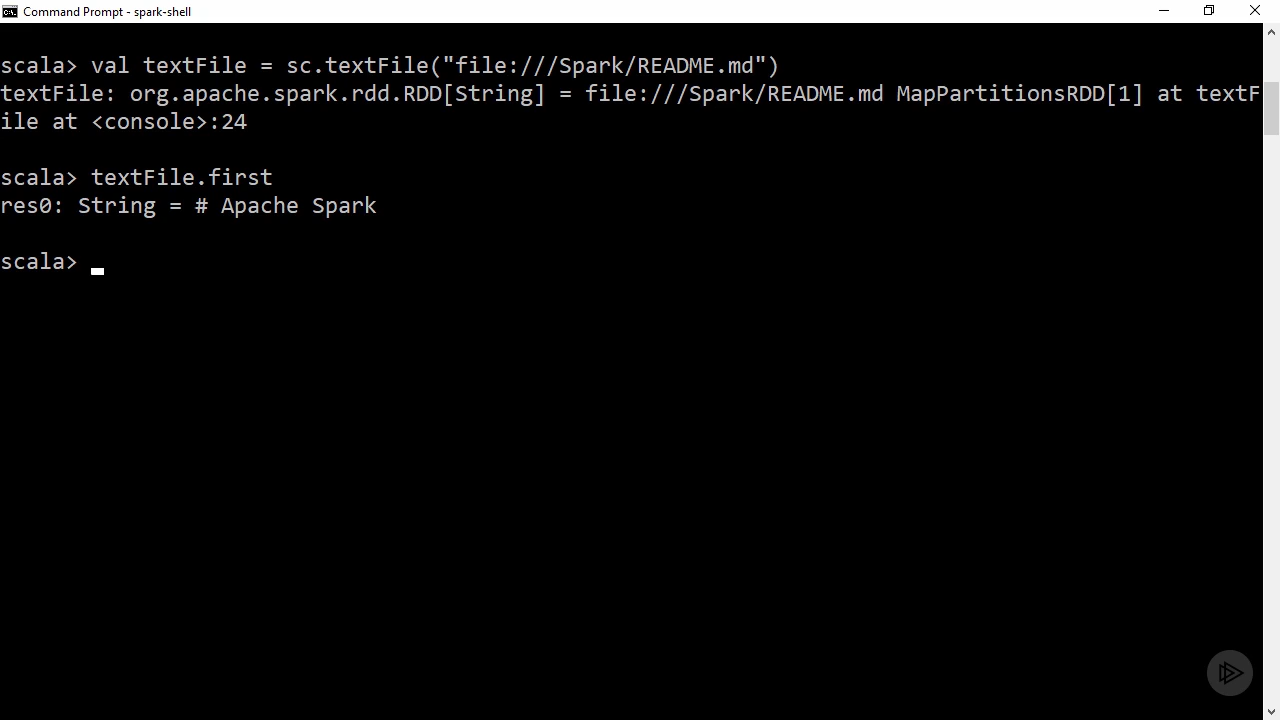 Command Prompt - spark-shell
scala> val textFile = sc.textFile("file:///Spark/README.md")
textFile: org.apache.spark.rdd.RDD[String] = file:///Spark/README.md MapPartitionsRDD[1] at textF
ile at <console>:24
scala> textFile.first
res0: String = # Apache Spark
scala>